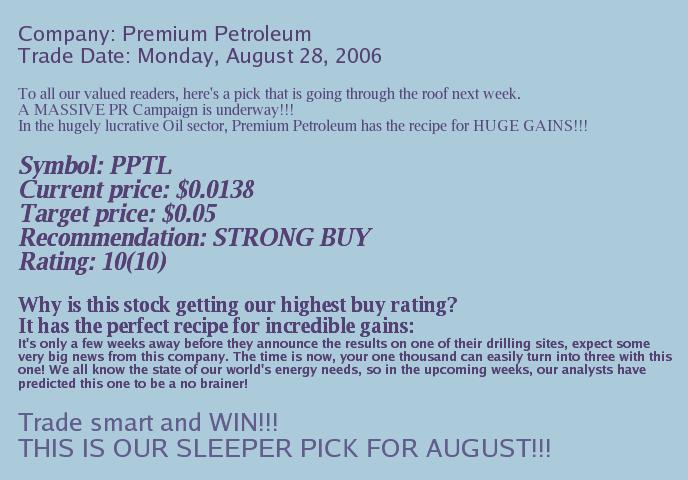 Company: Premium Petroleum
Trade Date: Monday, August 28, 2006
To all our valued readers, here's a pick that is going through the roof next week.
A MASSIVE PR Campaign is underway!!!
In the hugely lucrative Oil sector, Premium Petroleum has the recipe for HUGE GAINS!!!
Symbol: PPTL
Current price: $0.0138
Target price: $0.05
Recommendation: STRONG BUY
Rating: 10(10)
Why is this stock getting our highest buy rating?
It has the perfect recipe for incredible gains:
It's only a few weeks away before they announce the results on one of their drilling sites, expect some
very big news from this company. The time is now, your one thousand can easily turn into three with this
one! We all know the state of our world's energy needs, so in the upcoming weeks, our analysts have
predicted this one to be a no brainer!
Trade smart and WIN!!!
THIS IS OUR SLEEPER PICK FOR AUGUST!!!